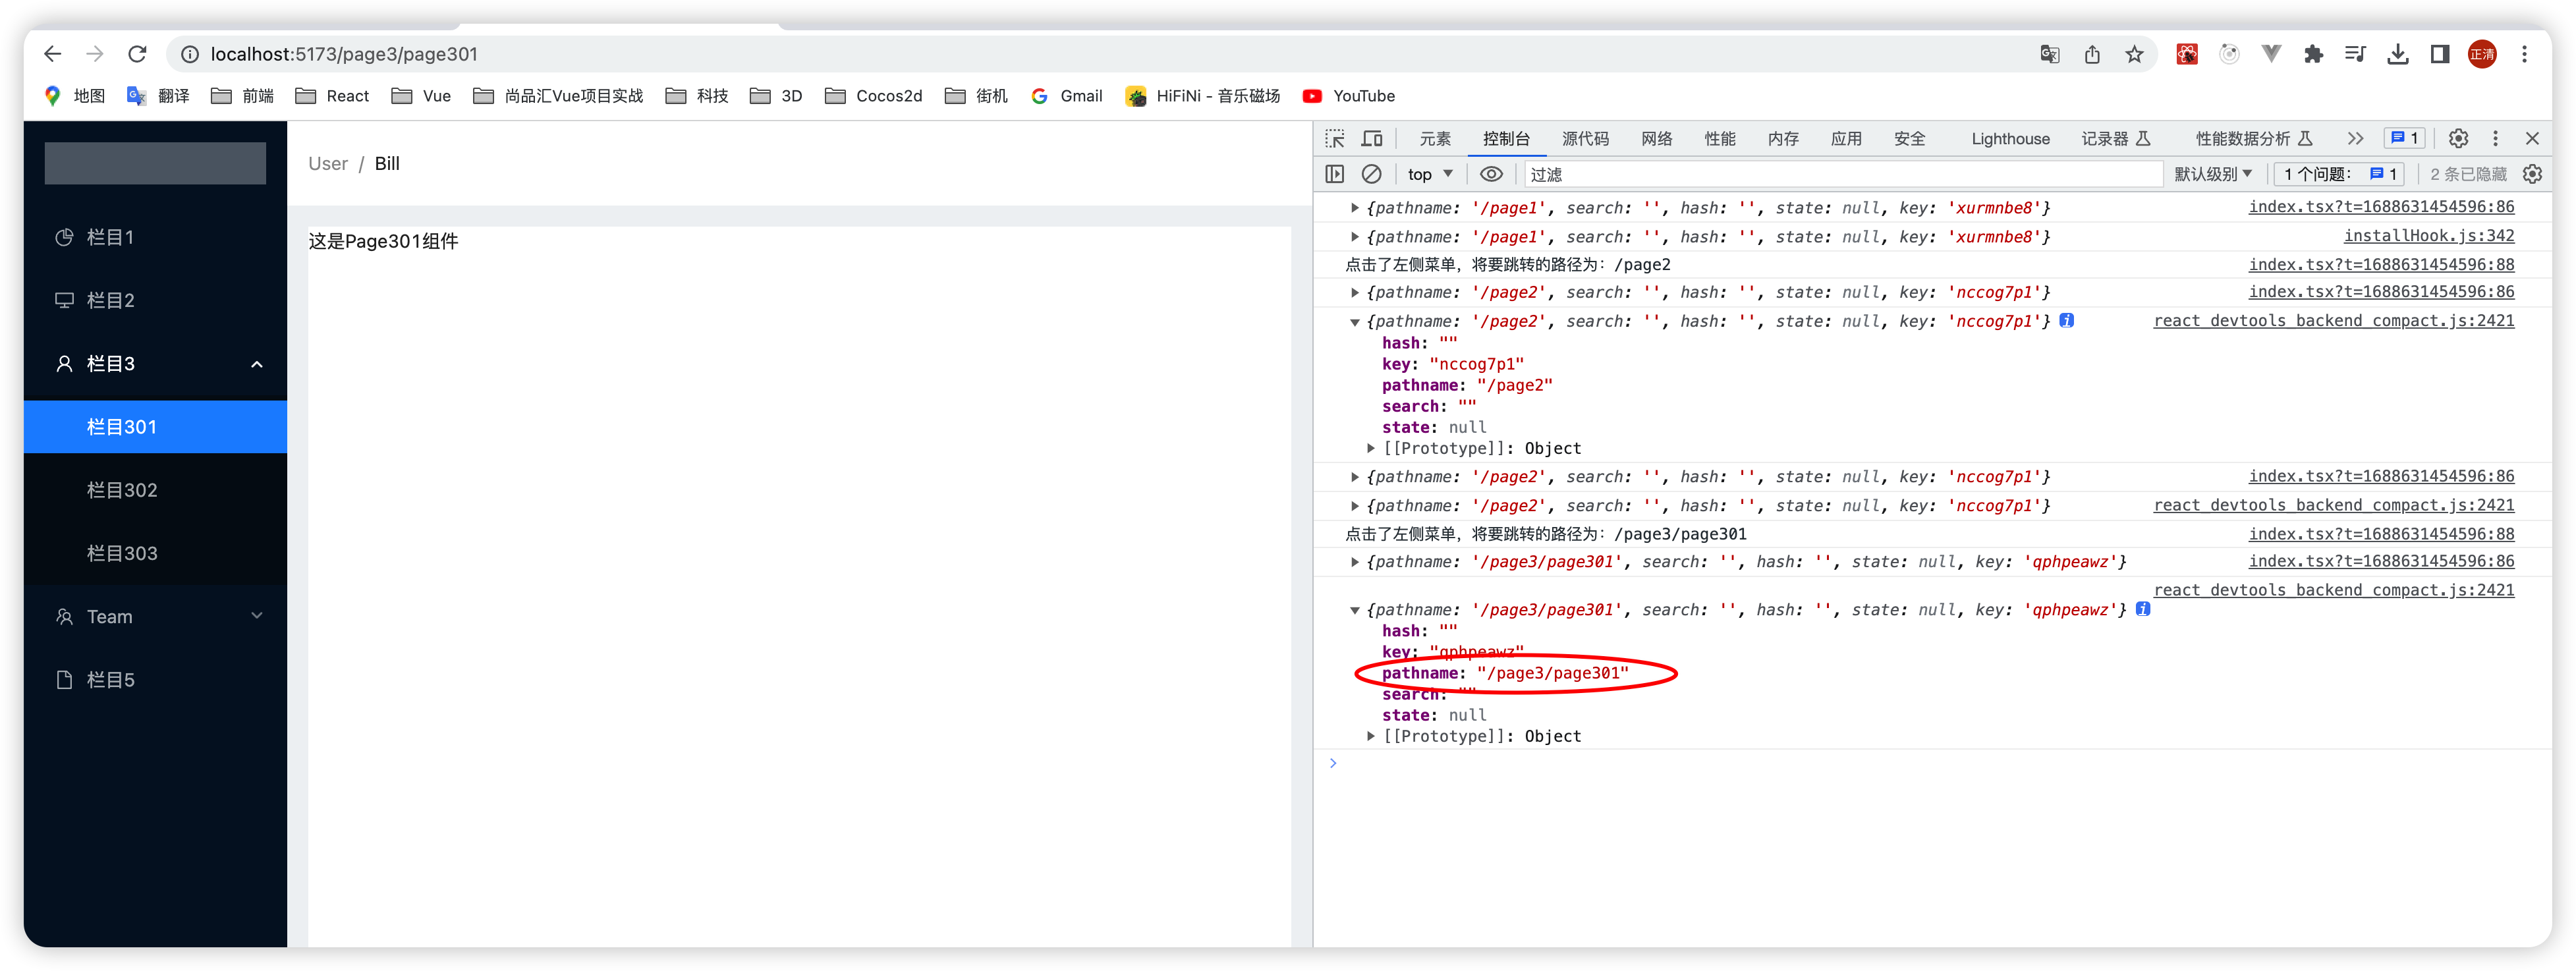 localhost:5173/page3/page301
正清
地图 翻译 前端 React Vue 尚品汇Vue项目实战 科技 3D Cocos2d 街机 Gmail HiFiNi - 音乐磁场 YouTube
栏目1
栏目2
栏目3
栏目301
栏目302
栏目303
Team
栏目5
User / Bill
这是Page301组件
元素 控制台 源代码 网络 性能 内存 应用 安全 Lighthouse 记录器 性能数据分析 1
top 过滤 默认级别 1 个问题: 1 2 条已隐藏
{pathname: '/page1', search: '', hash: '', state: null, key: 'xurmnbe8'} index.tsx?t=1688631454596:86
{pathname: '/page1', search: '', hash: '', state: null, key: 'xurmnbe8'} installHook.js:342
点击了左侧菜单，将要跳转的路径为：/page2 index.tsx?t=1688631454596:88
{pathname: '/page2', search: '', hash: '', state: null, key: 'nccog7p1'} index.tsx?t=1688631454596:86
{pathname: '/page2', search: '', hash: '', state: null, key: 'nccog7p1'} i react_devtools_backend_compact.js:2421
hash: ""
key: "nccog7p1"
pathname: "/page2"
search: ""
state: null
[[Prototype]]: Object
{pathname: '/page2', search: '', hash: '', state: null, key: 'nccog7p1'} index.tsx?t=1688631454596:86
{pathname: '/page2', search: '', hash: '', state: null, key: 'nccog7p1'} react_devtools_backend_compact.js:2421
点击了左侧菜单，将要跳转的路径为：/page3/page301 index.tsx?t=1688631454596:88
{pathname: '/page3/page301', search: '', hash: '', state: null, key: 'qphpeawz'} index.tsx?t=1688631454596:86
react_devtools_backend_compact.js:2421
{pathname: '/page3/page301', search: '', hash: '', state: null, key: 'qphpeawz'} i
hash: ""
key: "qphpeawz"
pathname: "/page3/page301"
search: ""
state: null
[[Prototype]]: Object